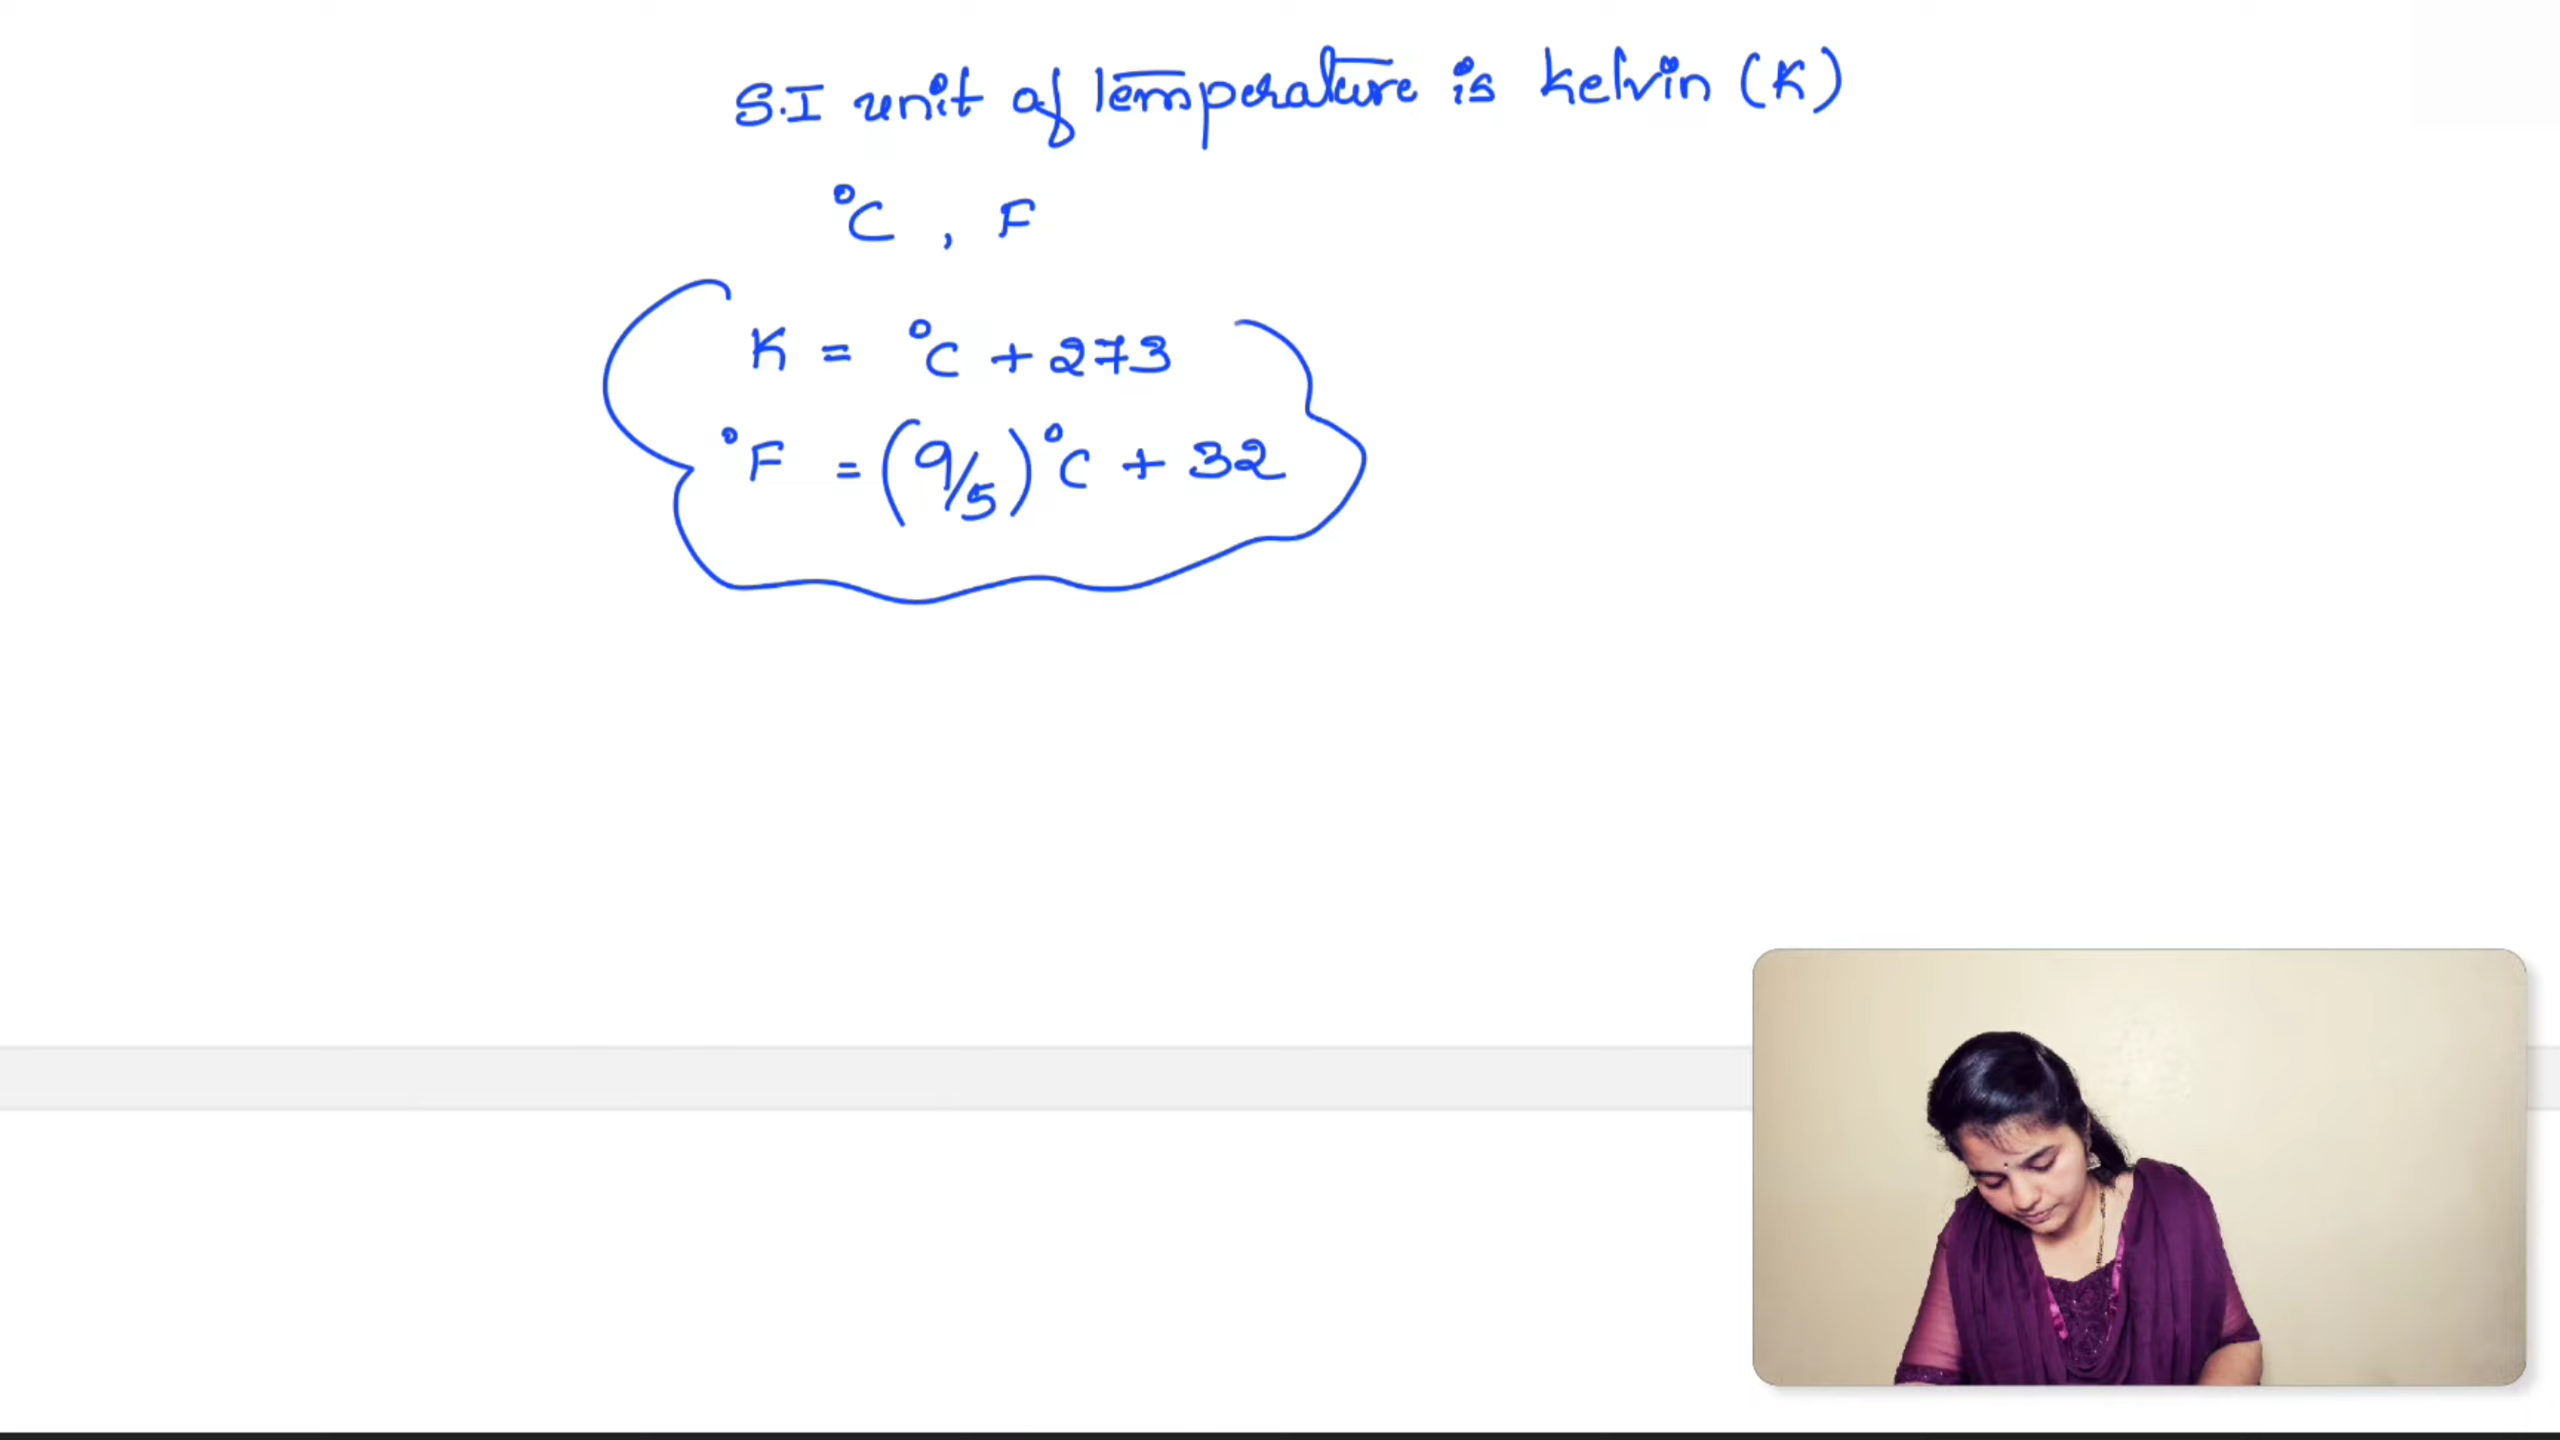 S.I unit of temperature is kelvin (K)
°C , F
K = °C + 273
°F = (9/5)°C + 32